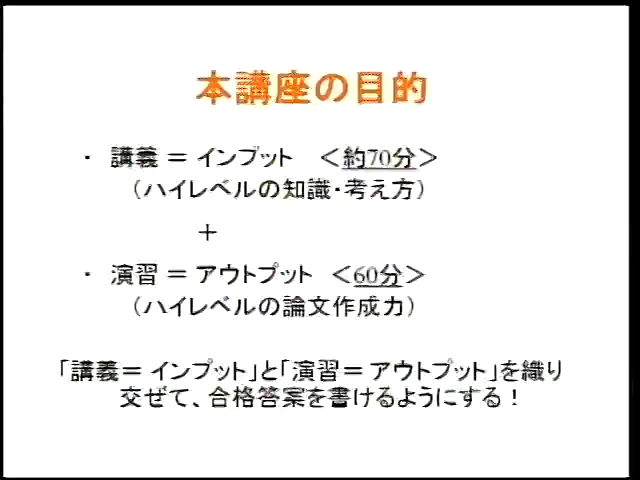 本講座の目的
・ 講義 = インプット <約70分>
(ハイレベルの知識・考え方)
+
・ 演習 = アウトプット <60分>
(ハイレベルの論文作成力)
「講義= インプット」と「演習= アウトプット」を織り
交ぜて、合格答案を書けるようにする!